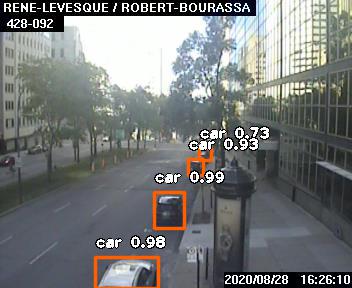 RENE-LEVESQUE / ROBERT-BOURASSA
428-092
car 0.73
car 0.93
car 0.99
car 0.98
2020/08/28 16:26:10